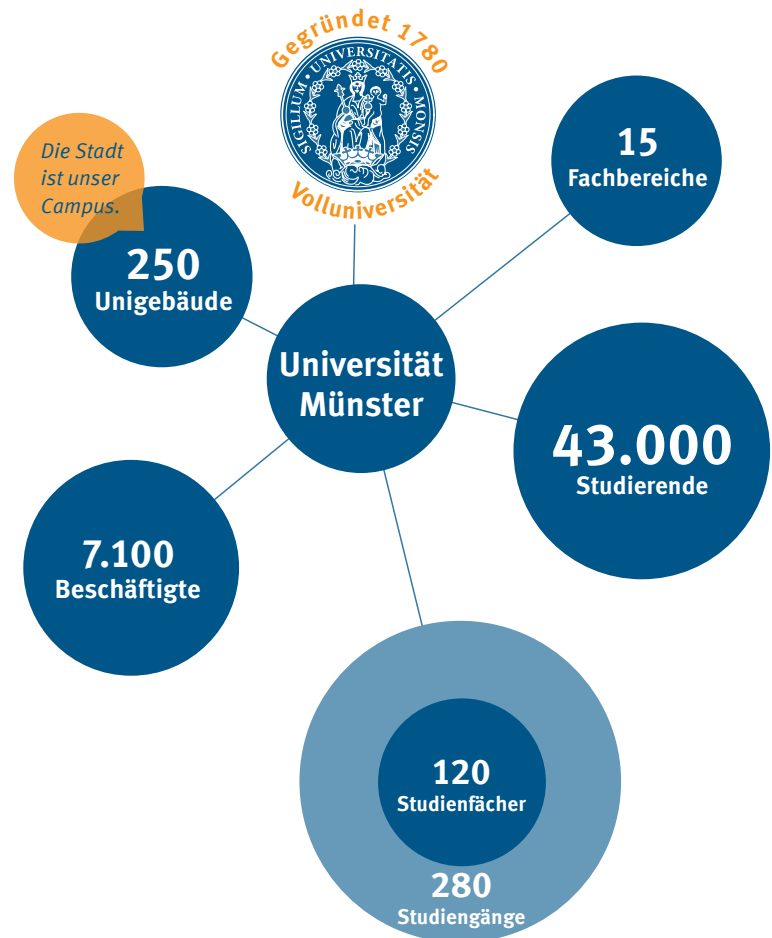 Gegründet 1780
SIGILLUM • UNIVERSITATIS • MONSIS
Volluniversität
15
Fachbereiche
Die Stadt
ist unser
Campus.
250
Unigebäude
Universität
Münster
43.000
Studierende
7.100
Beschäftigte
120
Studienfächer
280
Studiengänge